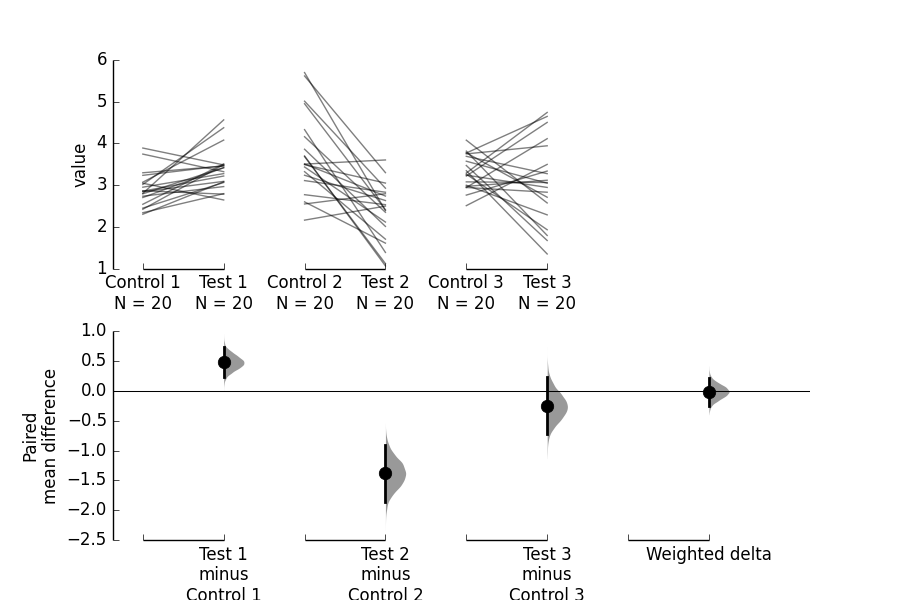 6
5
4
3
2
1
value
Control 1 Test 1 Control 2 Test 2 Control 3 Test 3
N = 20 N = 20 N = 20 N = 20 N = 20 N = 20
1.0
0.5
0.0
−0.5
−1.0
−1.5
−2.0
−2.5
Paired
mean difference
Test 1 Test 2 Test 3 Weighted delta
minus minus minus
Control 1 Control 2 Control 3